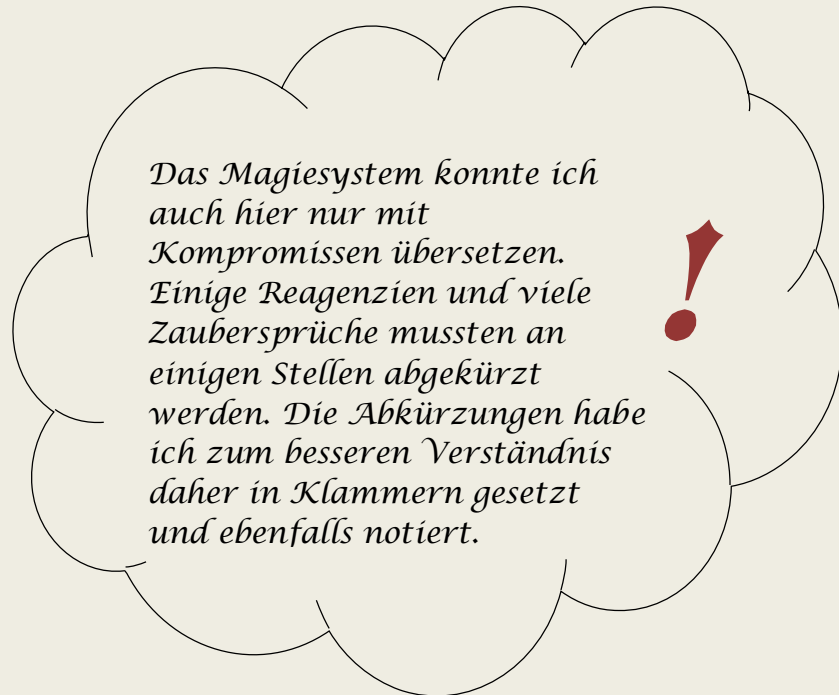 Das Magiesystem konnte ich
auch hier nur mit
Kompromissen übersetzen.
Einige Reagenzien und viele
Zaubersprüche mussten an
einigen Stellen abgekürzt
werden. Die Abkürzungen habe
ich zum besseren Verständnis
daher in Klammern gesetzt
und ebenfalls notiert.
!